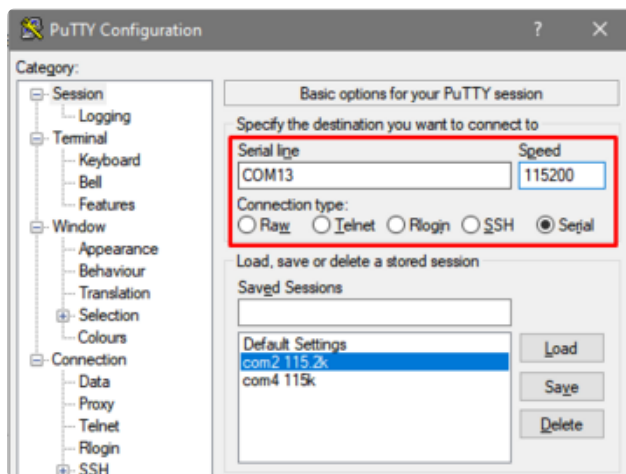 PuTTY Configuration
?
Category:
Session
Logging
Terminal
Keyboard
Bell
Features
Window
Appearance
Behaviour
Translation
Selection
Colours
Connection
Data
Proxy
Telnet
Rlogin
SSH
Basic options for your PuTTY session
Specify the destination you want to connect to
Serial line Speed
COM13 115200
Connection type:
Raw Telnet Rlogin SSH Serial
Load, save or delete a stored session
Saved Sessions
Default Settings
com2 115.2k
com4 115k
Load
Save
Delete